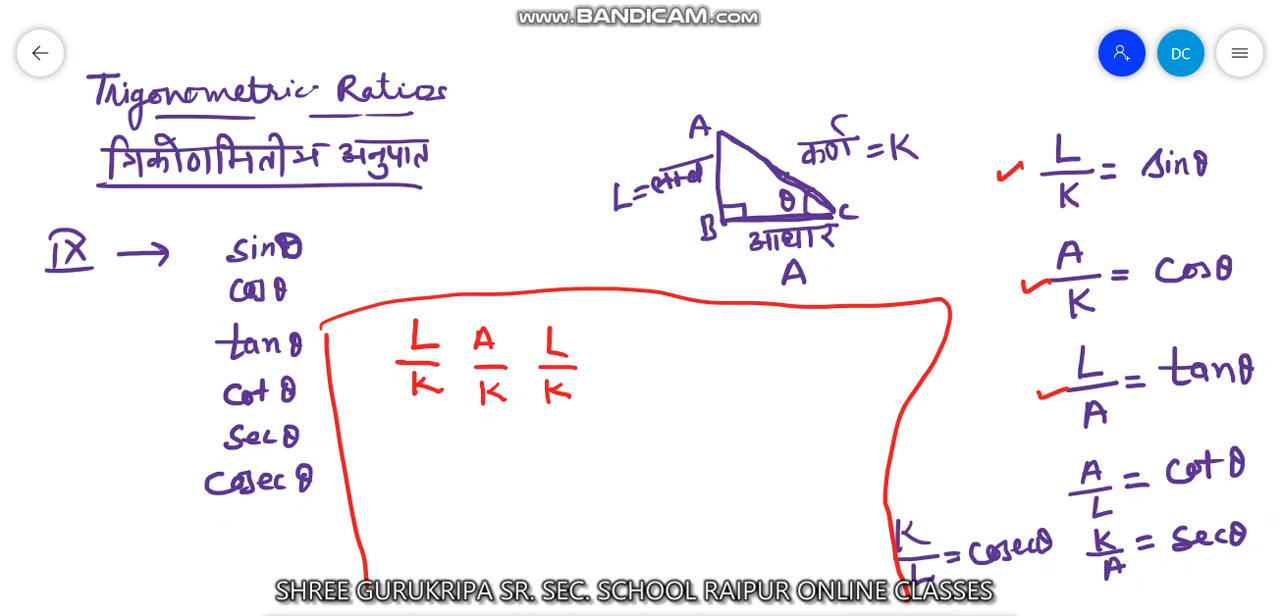 www.BANDICAM.com
DC
Trigonometric Ratios
त्रिकोणमितीय अनुपात
IX → sinθ
cosθ
tanθ
cotθ
secθ
cosecθ
A
B
C
θ
L = लम्ब
कर्ण = K
आधार
A
L/K A/K L/K
L/K = sinθ
A/K = cosθ
L/A = tanθ
A/L = cotθ
K/A = secθ
K/L = cosecθ
SHREE GURUKRIPA SR. SEC. SCHOOL RAIPUR ONLINE CLASSES